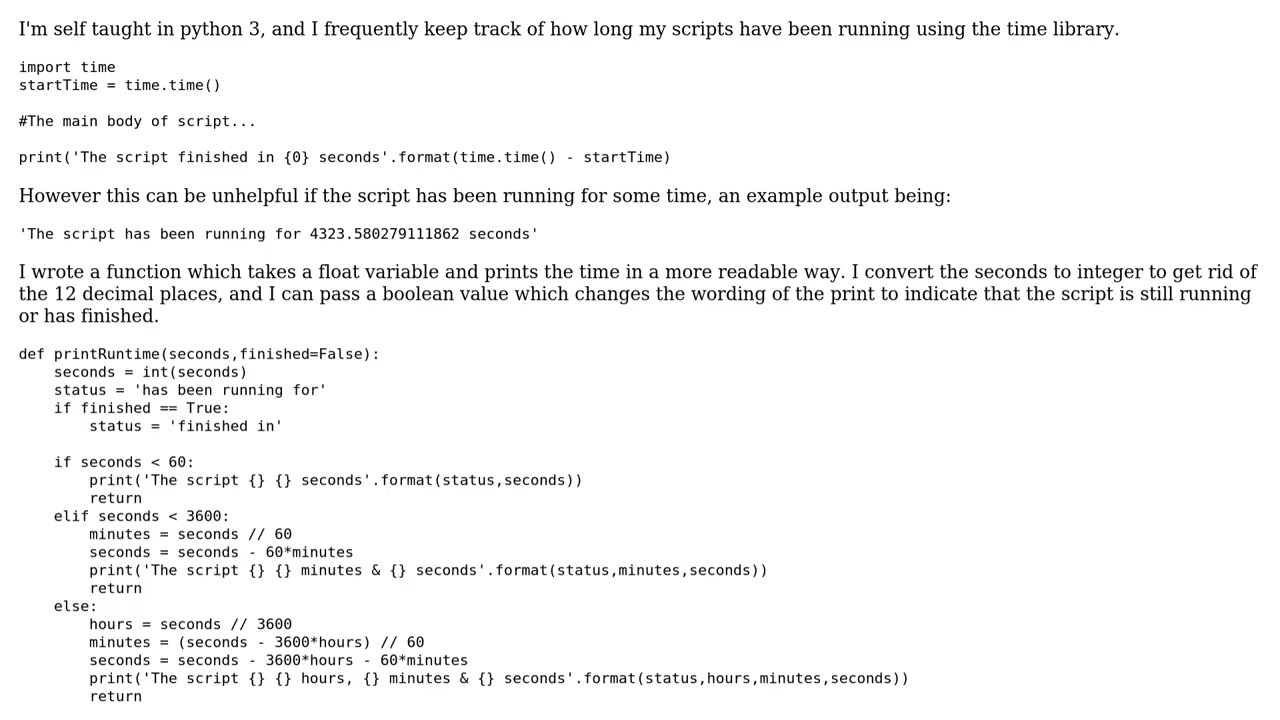 I'm self taught in python 3, and I frequently keep track of how long my scripts have been running using the time library.
import time
startTime = time.time()
#The main body of script...
print('The script finished in {0} seconds'.format(time.time() - startTime)
However this can be unhelpful if the script has been running for some time, an example output being:
'The script has been running for 4323.580279111862 seconds'
I wrote a function which takes a float variable and prints the time in a more readable way. I convert the seconds to integer to get rid of
the 12 decimal places, and I can pass a boolean value which changes the wording of the print to indicate that the script is still running
or has finished.
def printRuntime(seconds,finished=False):
    seconds = int(seconds)
    status = 'has been running for'
    if finished == True:
        status = 'finished in'
    if seconds < 60:
        print('The script {} {} seconds'.format(status,seconds))
        return
    elif seconds < 3600:
        minutes = seconds // 60
        seconds = seconds - 60*minutes
        print('The script {} {} minutes & {} seconds'.format(status,minutes,seconds))
        return
    else:
        hours = seconds // 3600
        minutes = (seconds - 3600*hours) // 60
        seconds = seconds - 3600*hours - 60*minutes
        print('The script {} {} hours, {} minutes & {} seconds'.format(status,hours,minutes,seconds))
        return